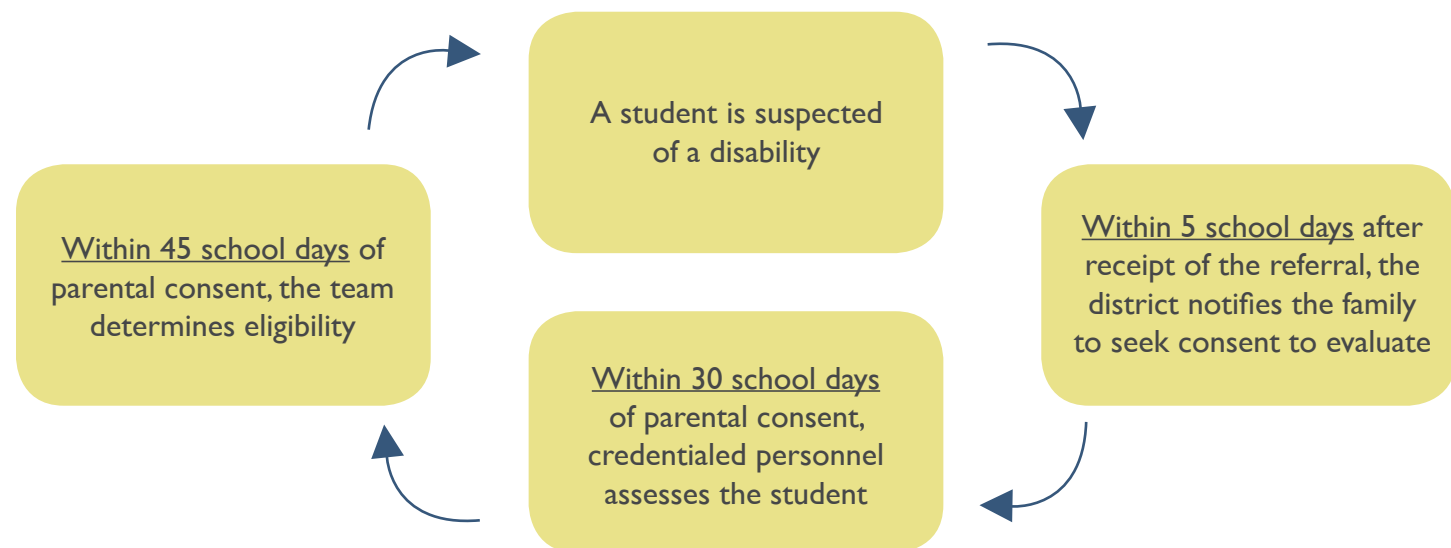 A student is suspected
of a disability
Within 5 school days after
receipt of the referral, the
district notifies the family
to seek consent to evaluate
Within 30 school days
of parental consent,
credentialed personnel
assesses the student
Within 45 school days of
parental consent, the team
determines eligibility